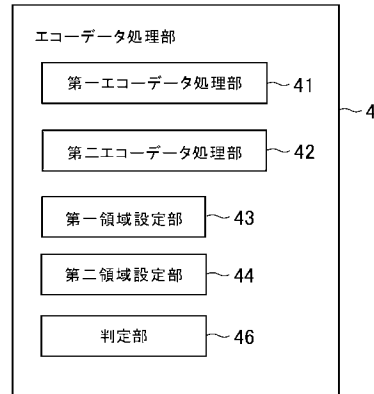 エコーデータ処理部
第一エコーデータ処理部 41
4
第二エコーデータ処理部 42
第一領域設定部 43
第二領域設定部 44
判定部 46